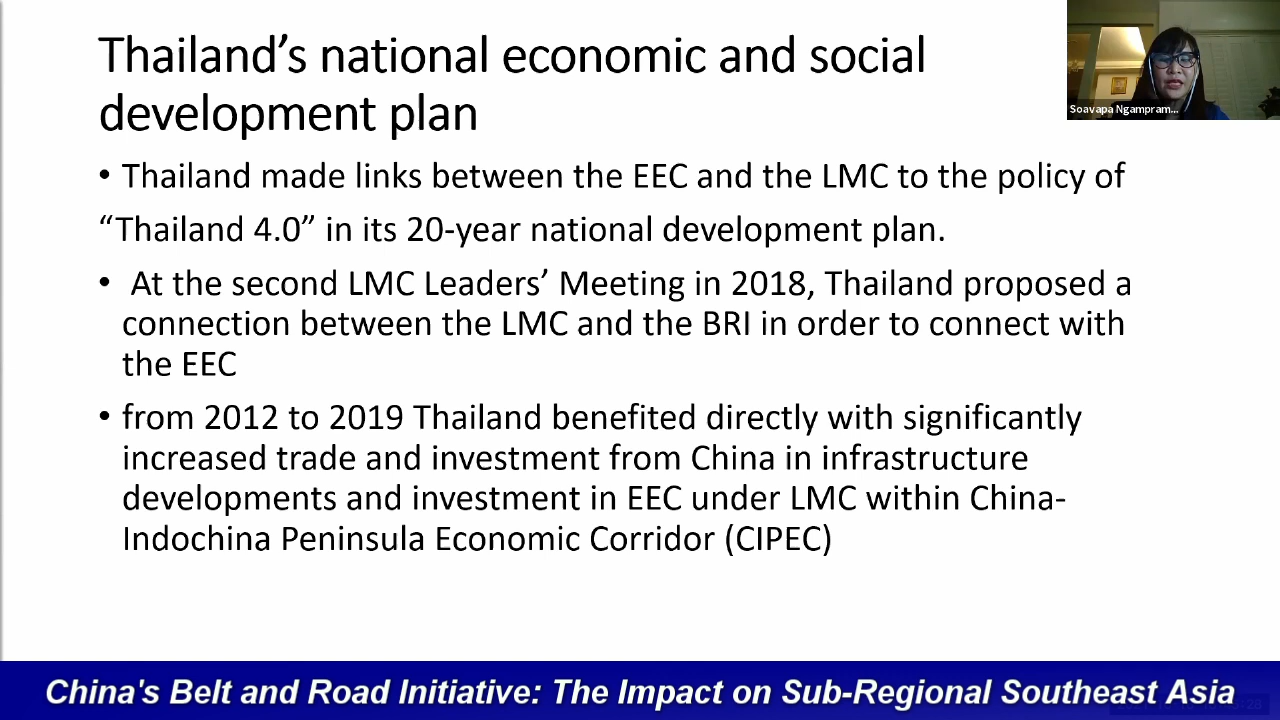 Thailand’s national economic and social
development plan
Soavapa Ngampram...
• Thailand made links between the EEC and the LMC to the policy of
“Thailand 4.0” in its 20-year national development plan.
• At the second LMC Leaders’ Meeting in 2018, Thailand proposed a
connection between the LMC and the BRI in order to connect with
the EEC
• from 2012 to 2019 Thailand benefited directly with significantly
increased trade and investment from China in infrastructure
developments and investment in EEC under LMC within China-
Indochina Peninsula Economic Corridor (CIPEC)
China's Belt and Road Initiative: The Impact on Sub-Regional Southeast Asia